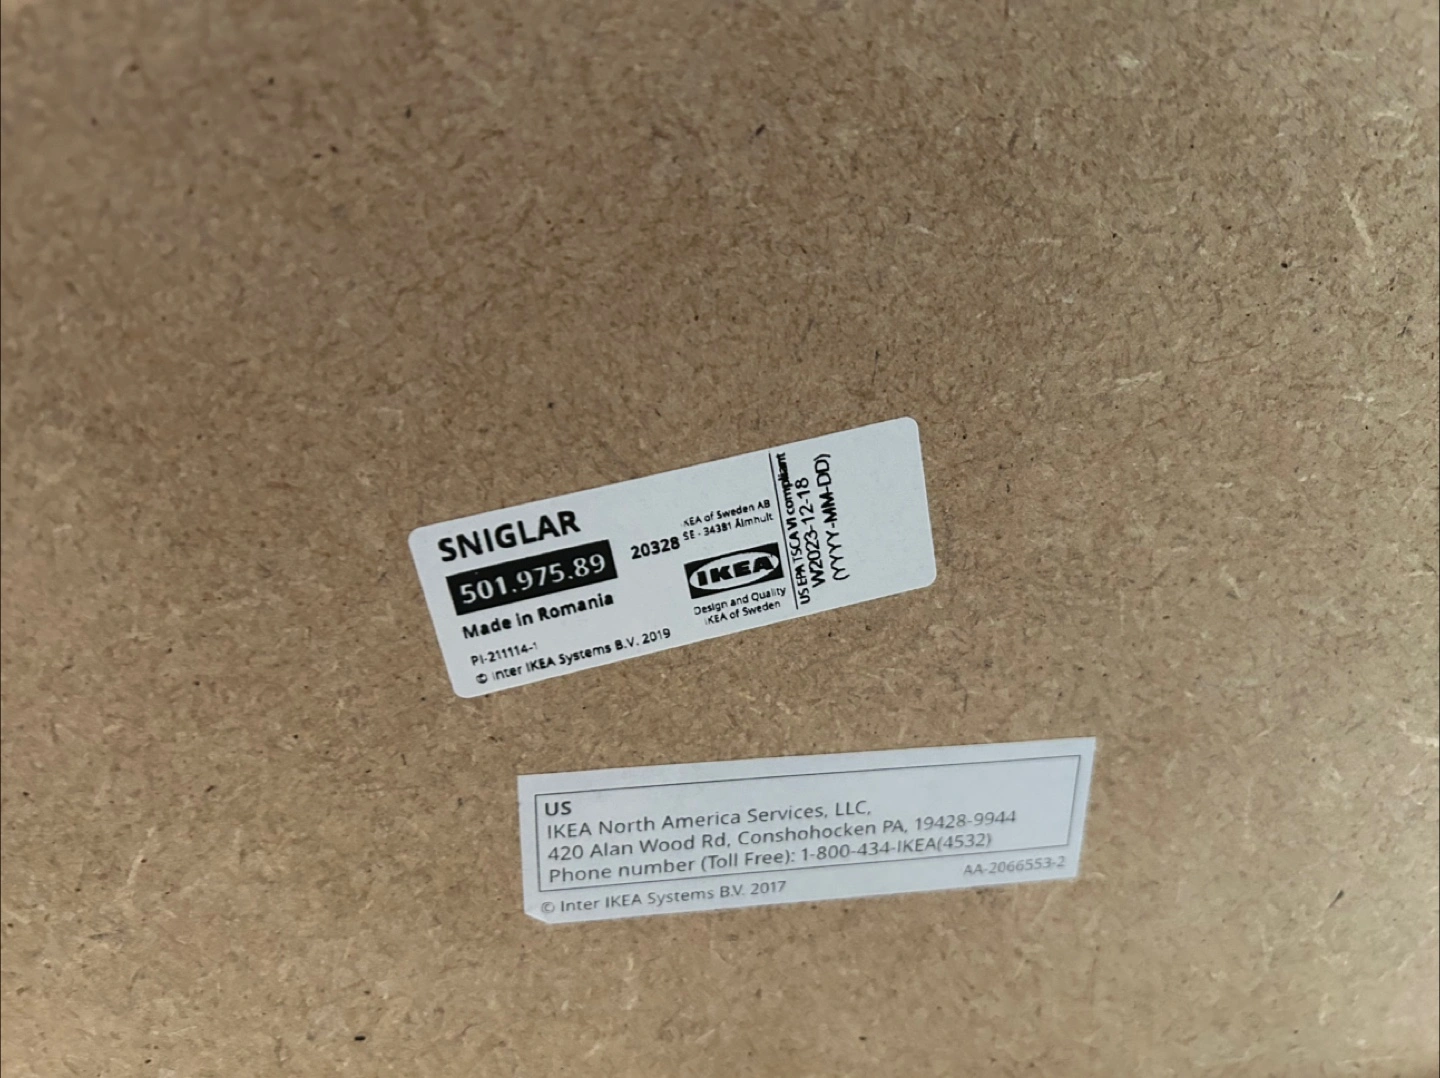 SNIGLAR
501.975.89
Made in Romania
PI-211114-1
© Inter IKEA Systems B.V. 2019
20328
IKEA of Sweden AB
SE - 34381 Älmhult
IKEA
Design and Quality
IKEA of Sweden
US EPA TSCA VI compliant
W2023-12-18
(YYYY-MM-DD)
US
IKEA North America Services, LLC,
420 Alan Wood Rd, Conshohocken PA, 19428-9944
Phone number (Toll Free): 1-800-434-IKEA(4532)
AA-2066553-2
© Inter IKEA Systems B.V. 2017